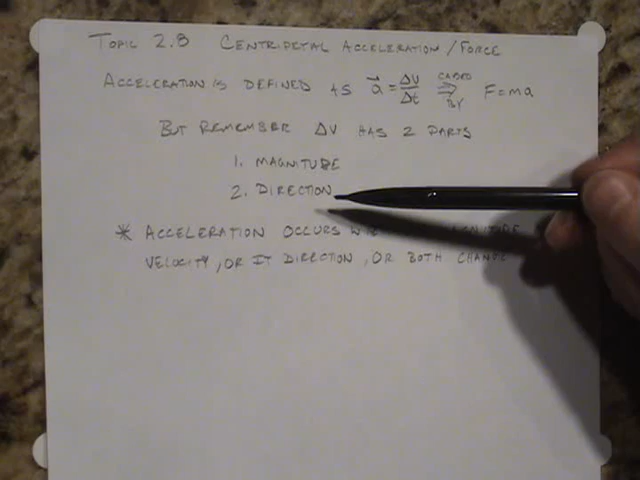 TOPIC 2.8 CENTRIPETAL ACCELERATION / FORCE
ACCELERATION IS DEFINED AS a⃗ = ΔV/Δt CAUSED ⇒ BY F=ma
BUT REMEMBER ΔV HAS 2 PARTS
1. MAGNITUDE
2. DIRECTION
* ACCELERATION OCCURS MAGNITUDE
VELOCITY, OR IT DIRECTION, OR BOTH